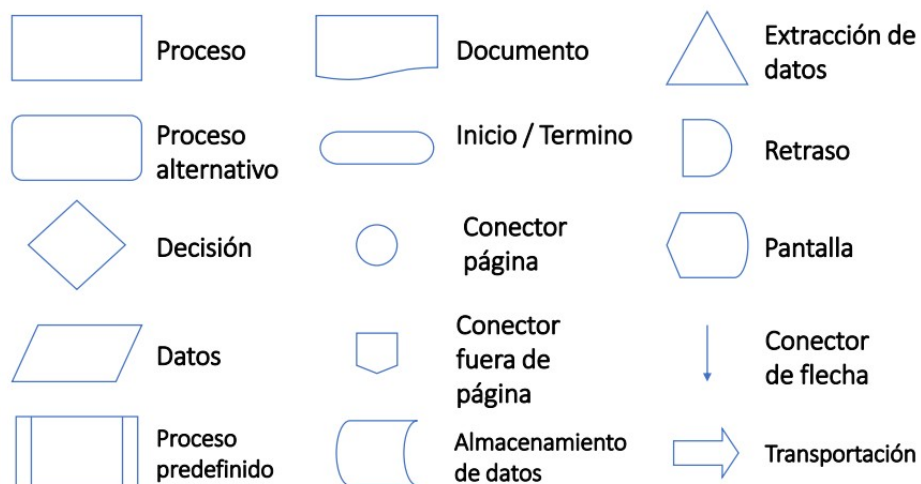 Proceso
Documento
Extracción de
datos
Proceso
alternativo
Inicio / Termino
Retraso
Decisión
Conector
página
Pantalla
Datos
Conector
fuera de
página
Conector
de flecha
Proceso
predefinido
Almacenamiento
de datos
Transportación